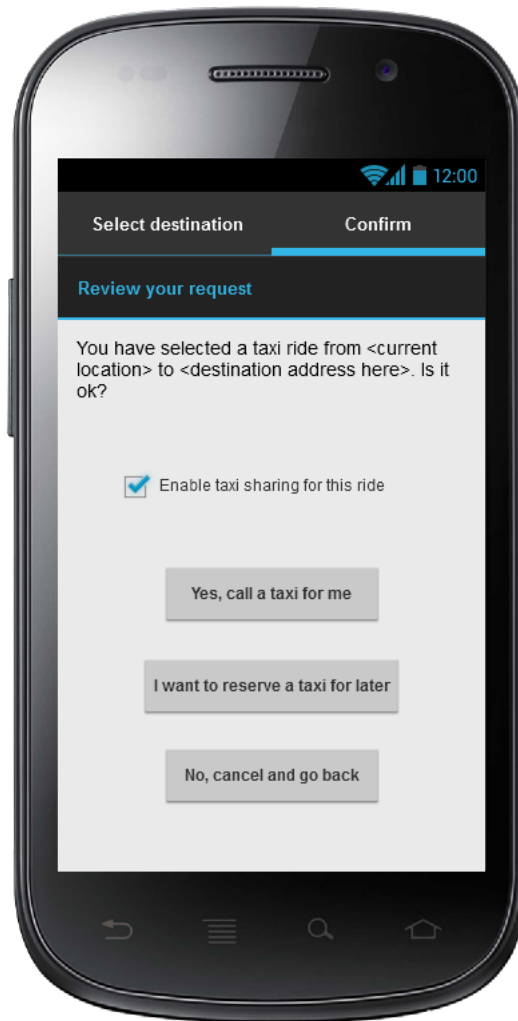 12:00
Select destination
Confirm
Review your request
You have selected a taxi ride from <current
location> to <destination address here>. Is it
ok?
Enable taxi sharing for this ride
Yes, call a taxi for me
I want to reserve a taxi for later
No, cancel and go back